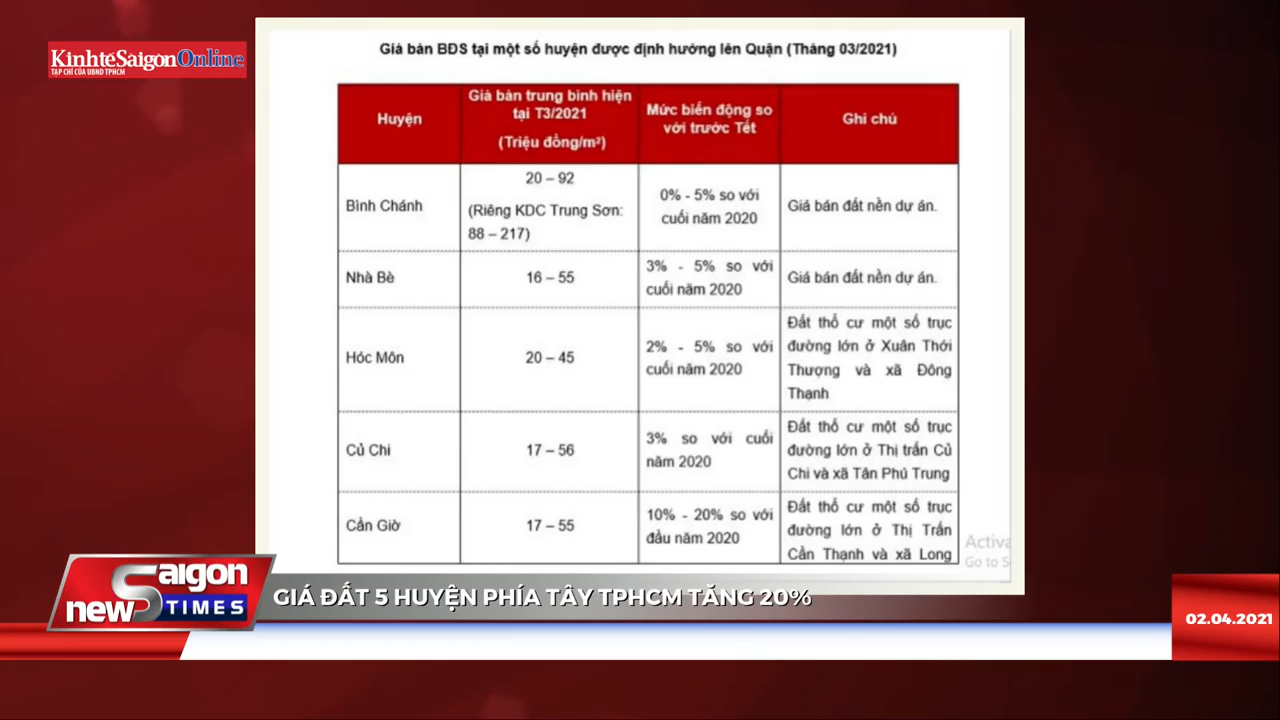 KinhtếSàigònOnline
TẠP CHÍ CỦA UBND TPHCM
Giá bán BĐS tại một số huyện được định hướng lên Quận (Tháng 03/2021)
Huyện
Giá bán trung bình hiện
tại T3/2021
(Triệu đồng/m²)
Mức biến động so
với trước Tết
Ghi chú
Bình Chánh
20 – 92
(Riêng KDC Trung Sơn:
88 – 217)
0% - 5% so với
cuối năm 2020
Giá bán đất nền dự án.
Nhà Bè
16 – 55
3% - 5% so với
cuối năm 2020
Giá bán đất nền dự án.
Hóc Môn
20 – 45
2% - 5% so với
cuối năm 2020
Đất thổ cư một số trục
đường lớn ở Xuân Thới
Thượng và xã Đông
Thạnh
Củ Chi
17 – 56
3% so với cuối
năm 2020
Đất thổ cư một số trục
đường lớn ở Thị trấn Củ
Chi và xã Tân Phú Trung
Cần Giờ
17 – 55
10% - 20% so với
đầu năm 2020
Đất thổ cư một số trục
đường lớn ở Thị Trấn
Cần Thạnh và xã Long
Activa
Go to S
Saigon
new TIMES
GIÁ ĐẤT 5 HUYỆN PHÍA TÂY TPHCM TĂNG 20%
02.04.2021